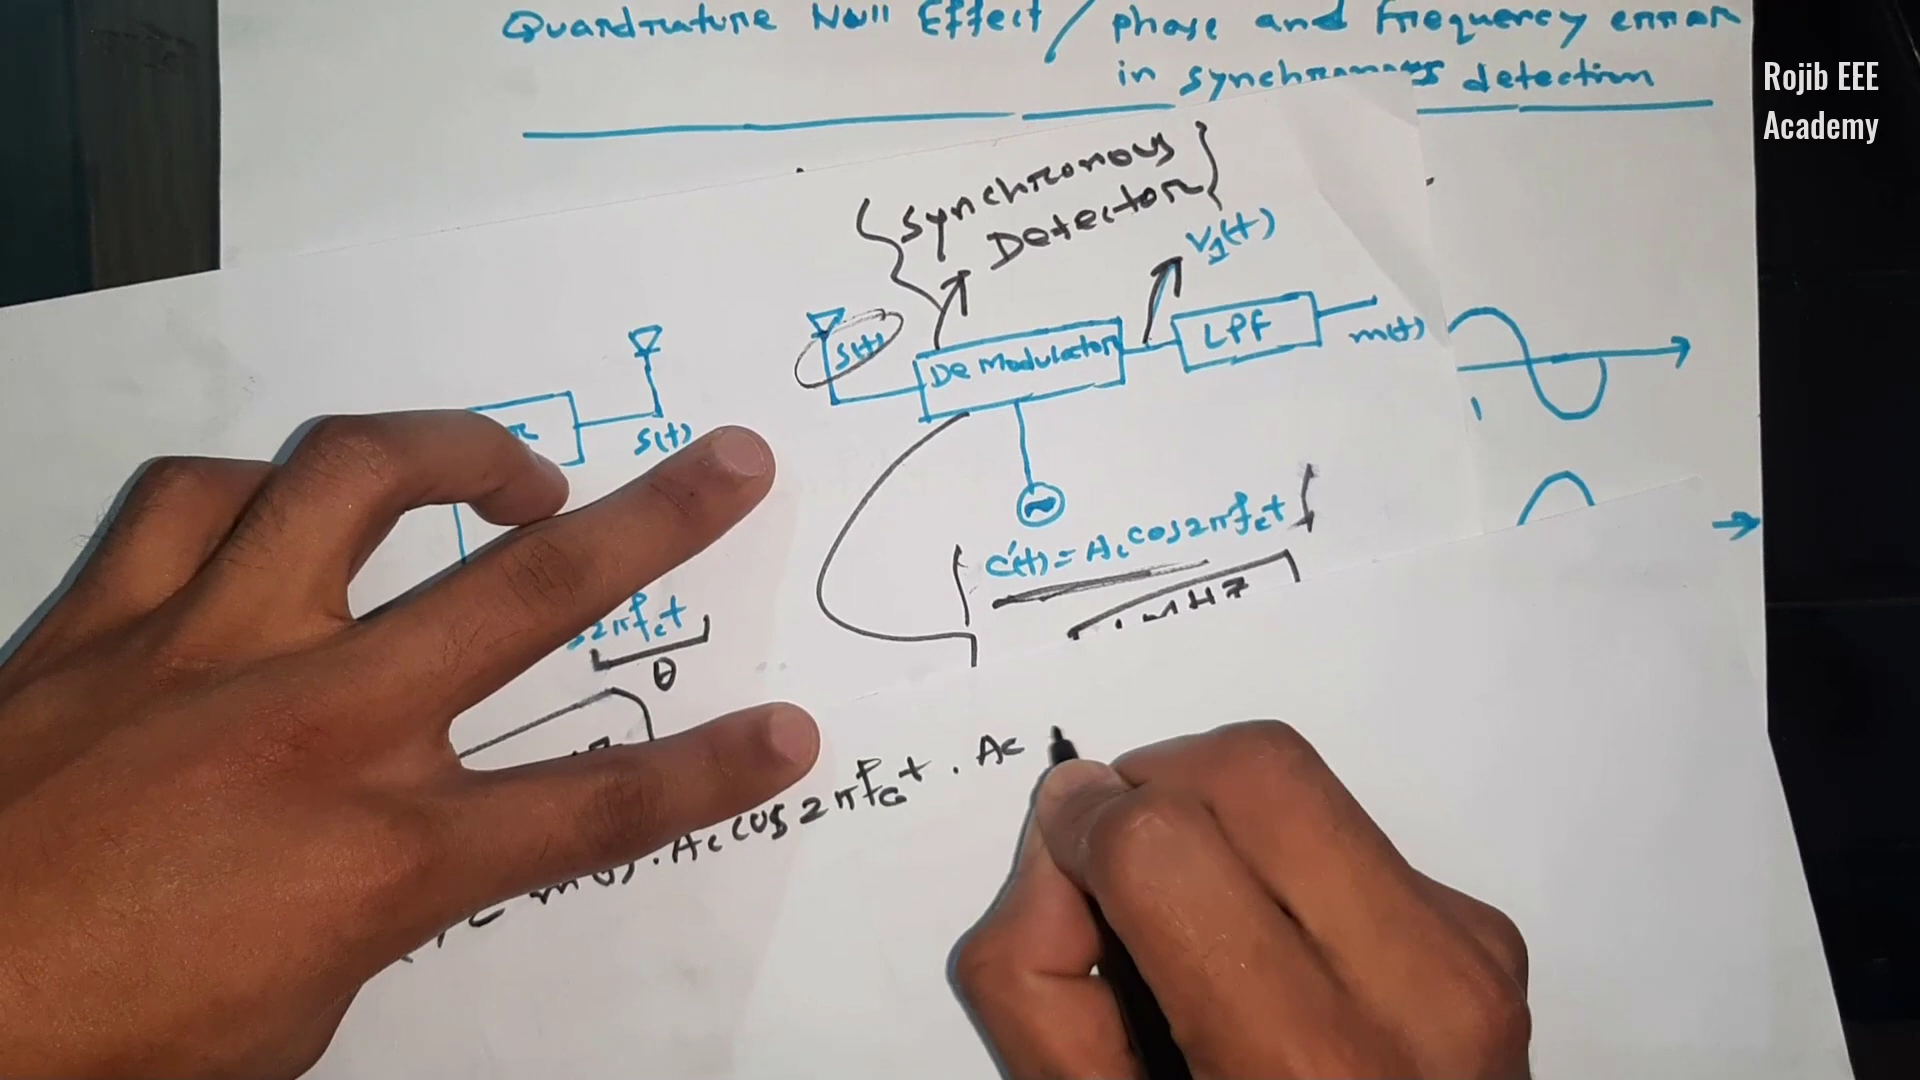 Quardrature Null Effect / phase and frequency error
in synchronous detection
Rojib EEE
Academy
{ Synchronous
Detector }
V1(t)
S(t)
De Modulator
LPF
m(t)
S(t)
c'(t) = Ac cos2πfct
2πfct
θ
m(t) . Ac cos 2πfct . Ac